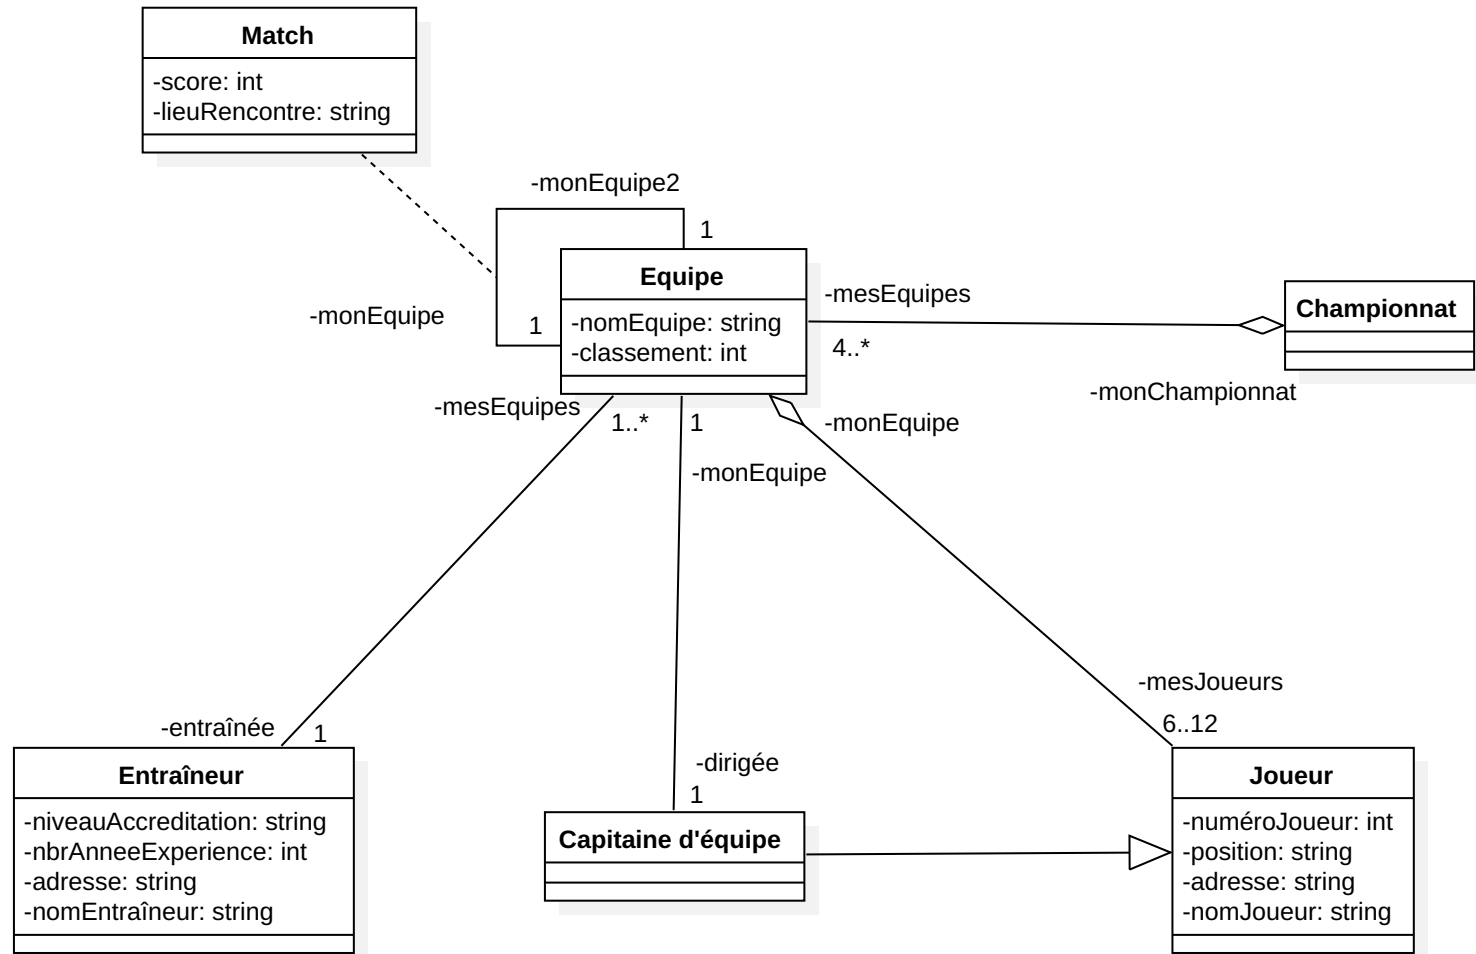 Match
-score: int
-lieuRencontre: string
-monEquipe2
1
-monEquipe
1
Equipe
-nomEquipe: string
-classement: int
-mesEquipes
4..*
Championnat
-monChampionnat
-mesEquipes
1..*
1
-monEquipe
-monEquipe
-entraînée
1
-dirigée
1
-mesJoueurs
6..12
Entraîneur
-niveauAccreditation: string
-nbrAnneeExperience: int
-adresse: string
-nomEntraîneur: string
Capitaine d'équipe
Joueur
-numéroJoueur: int
-position: string
-adresse: string
-nomJoueur: string